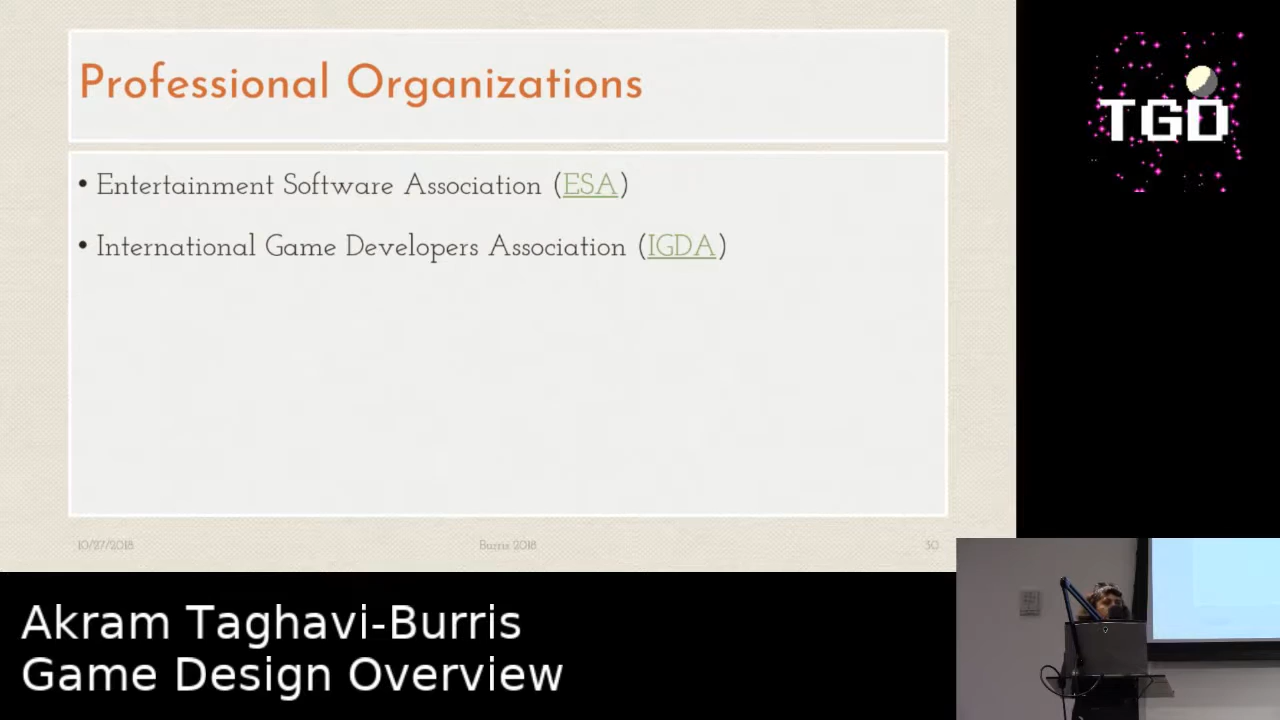 Professional Organizations
• Entertainment Software Association (ESA)
• International Game Developers Association (IGDA)
10/27/2018
Burris 2018
30
TGD
Akram Taghavi-Burris
Game Design Overview